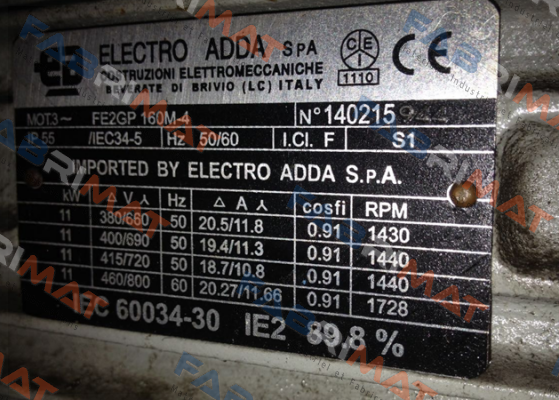 ELECTRO ADDA SPA
COSTRUZIONI ELETTROMECCANICHE
BEVERATE DI BRIVIO (LC) ITALY
CEI
1110
CE
MOT3~ FE2GP 160M-4 N° 140215
IP 55 /IEC34-5 Hz 50/60 I.Cl. F S1
IMPORTED BY ELECTRO ADDA S.P.A.
kW Δ V Y Hz Δ A Y cosfi RPM
11 380/660 50 20.5/11.8 0.91 1430
11 400/690 50 19.4/11.3 0.91 1440
11 415/720 50 18.7/10.8 0.91 1440
11 460/800 60 20.27/11.66 0.91 1728
IEC 60034-30 IE2 89.8 %
FABRIMAT